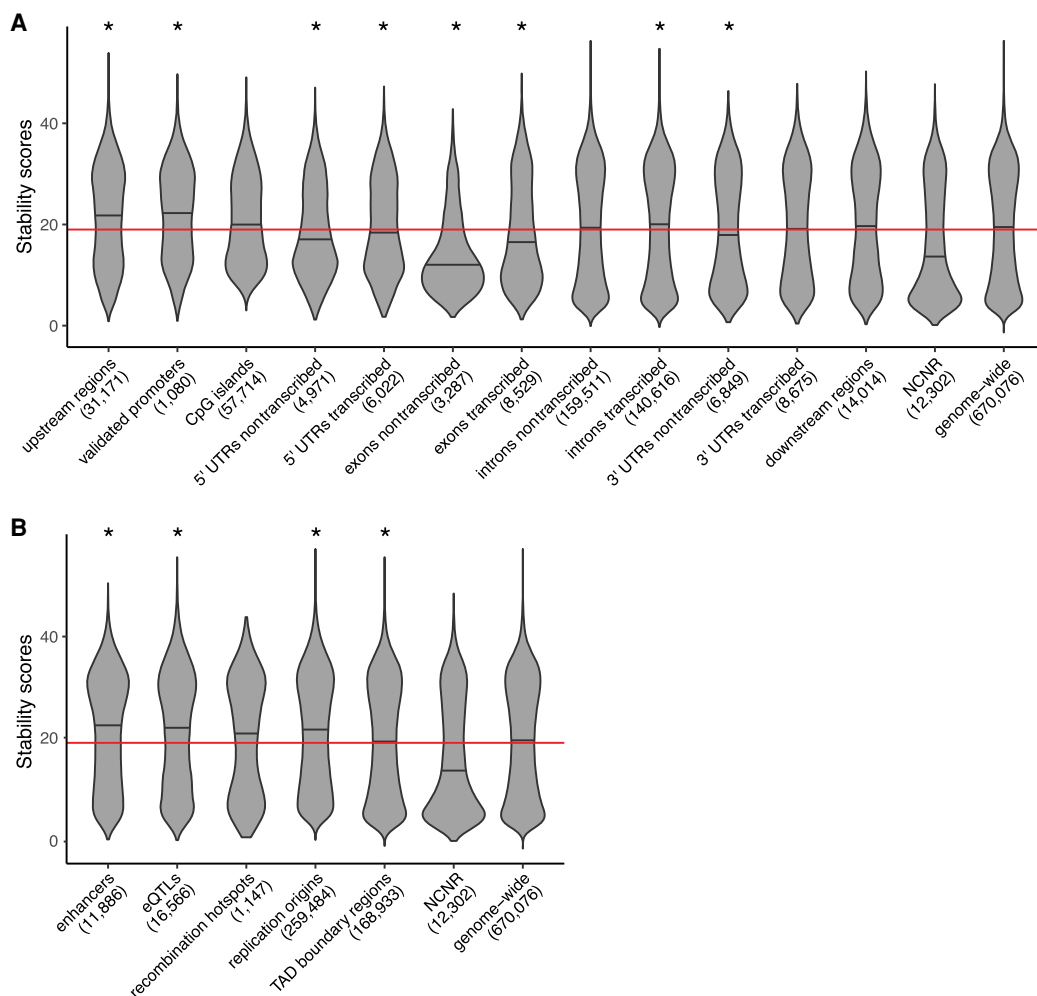 A
* * * * * * * *
Stability scores
40
20
0
upstream regions
(31,171)
validated promoters
(1,080)
CpG islands
(57,714)
5' UTRs nontranscribed
(4,971)
5' UTRs transcribed
(6,022)
exons nontranscribed
(3,287)
exons transcribed
(8,529)
introns nontranscribed
(159,511)
introns transcribed
(140,616)
3' UTRs nontranscribed
(6,849)
3' UTRs transcribed
(8,675)
downstream regions
(14,014)
NCNR
(12,302)
genome−wide
(670,076)
B
* * * *
Stability scores
40
20
0
enhancers
(11,886)
eQTLs
(16,566)
recombination hotspots
(1,147)
replication origins
(259,484)
TAD boundary regions
(168,933)
NCNR
(12,302)
genome−wide
(670,076)